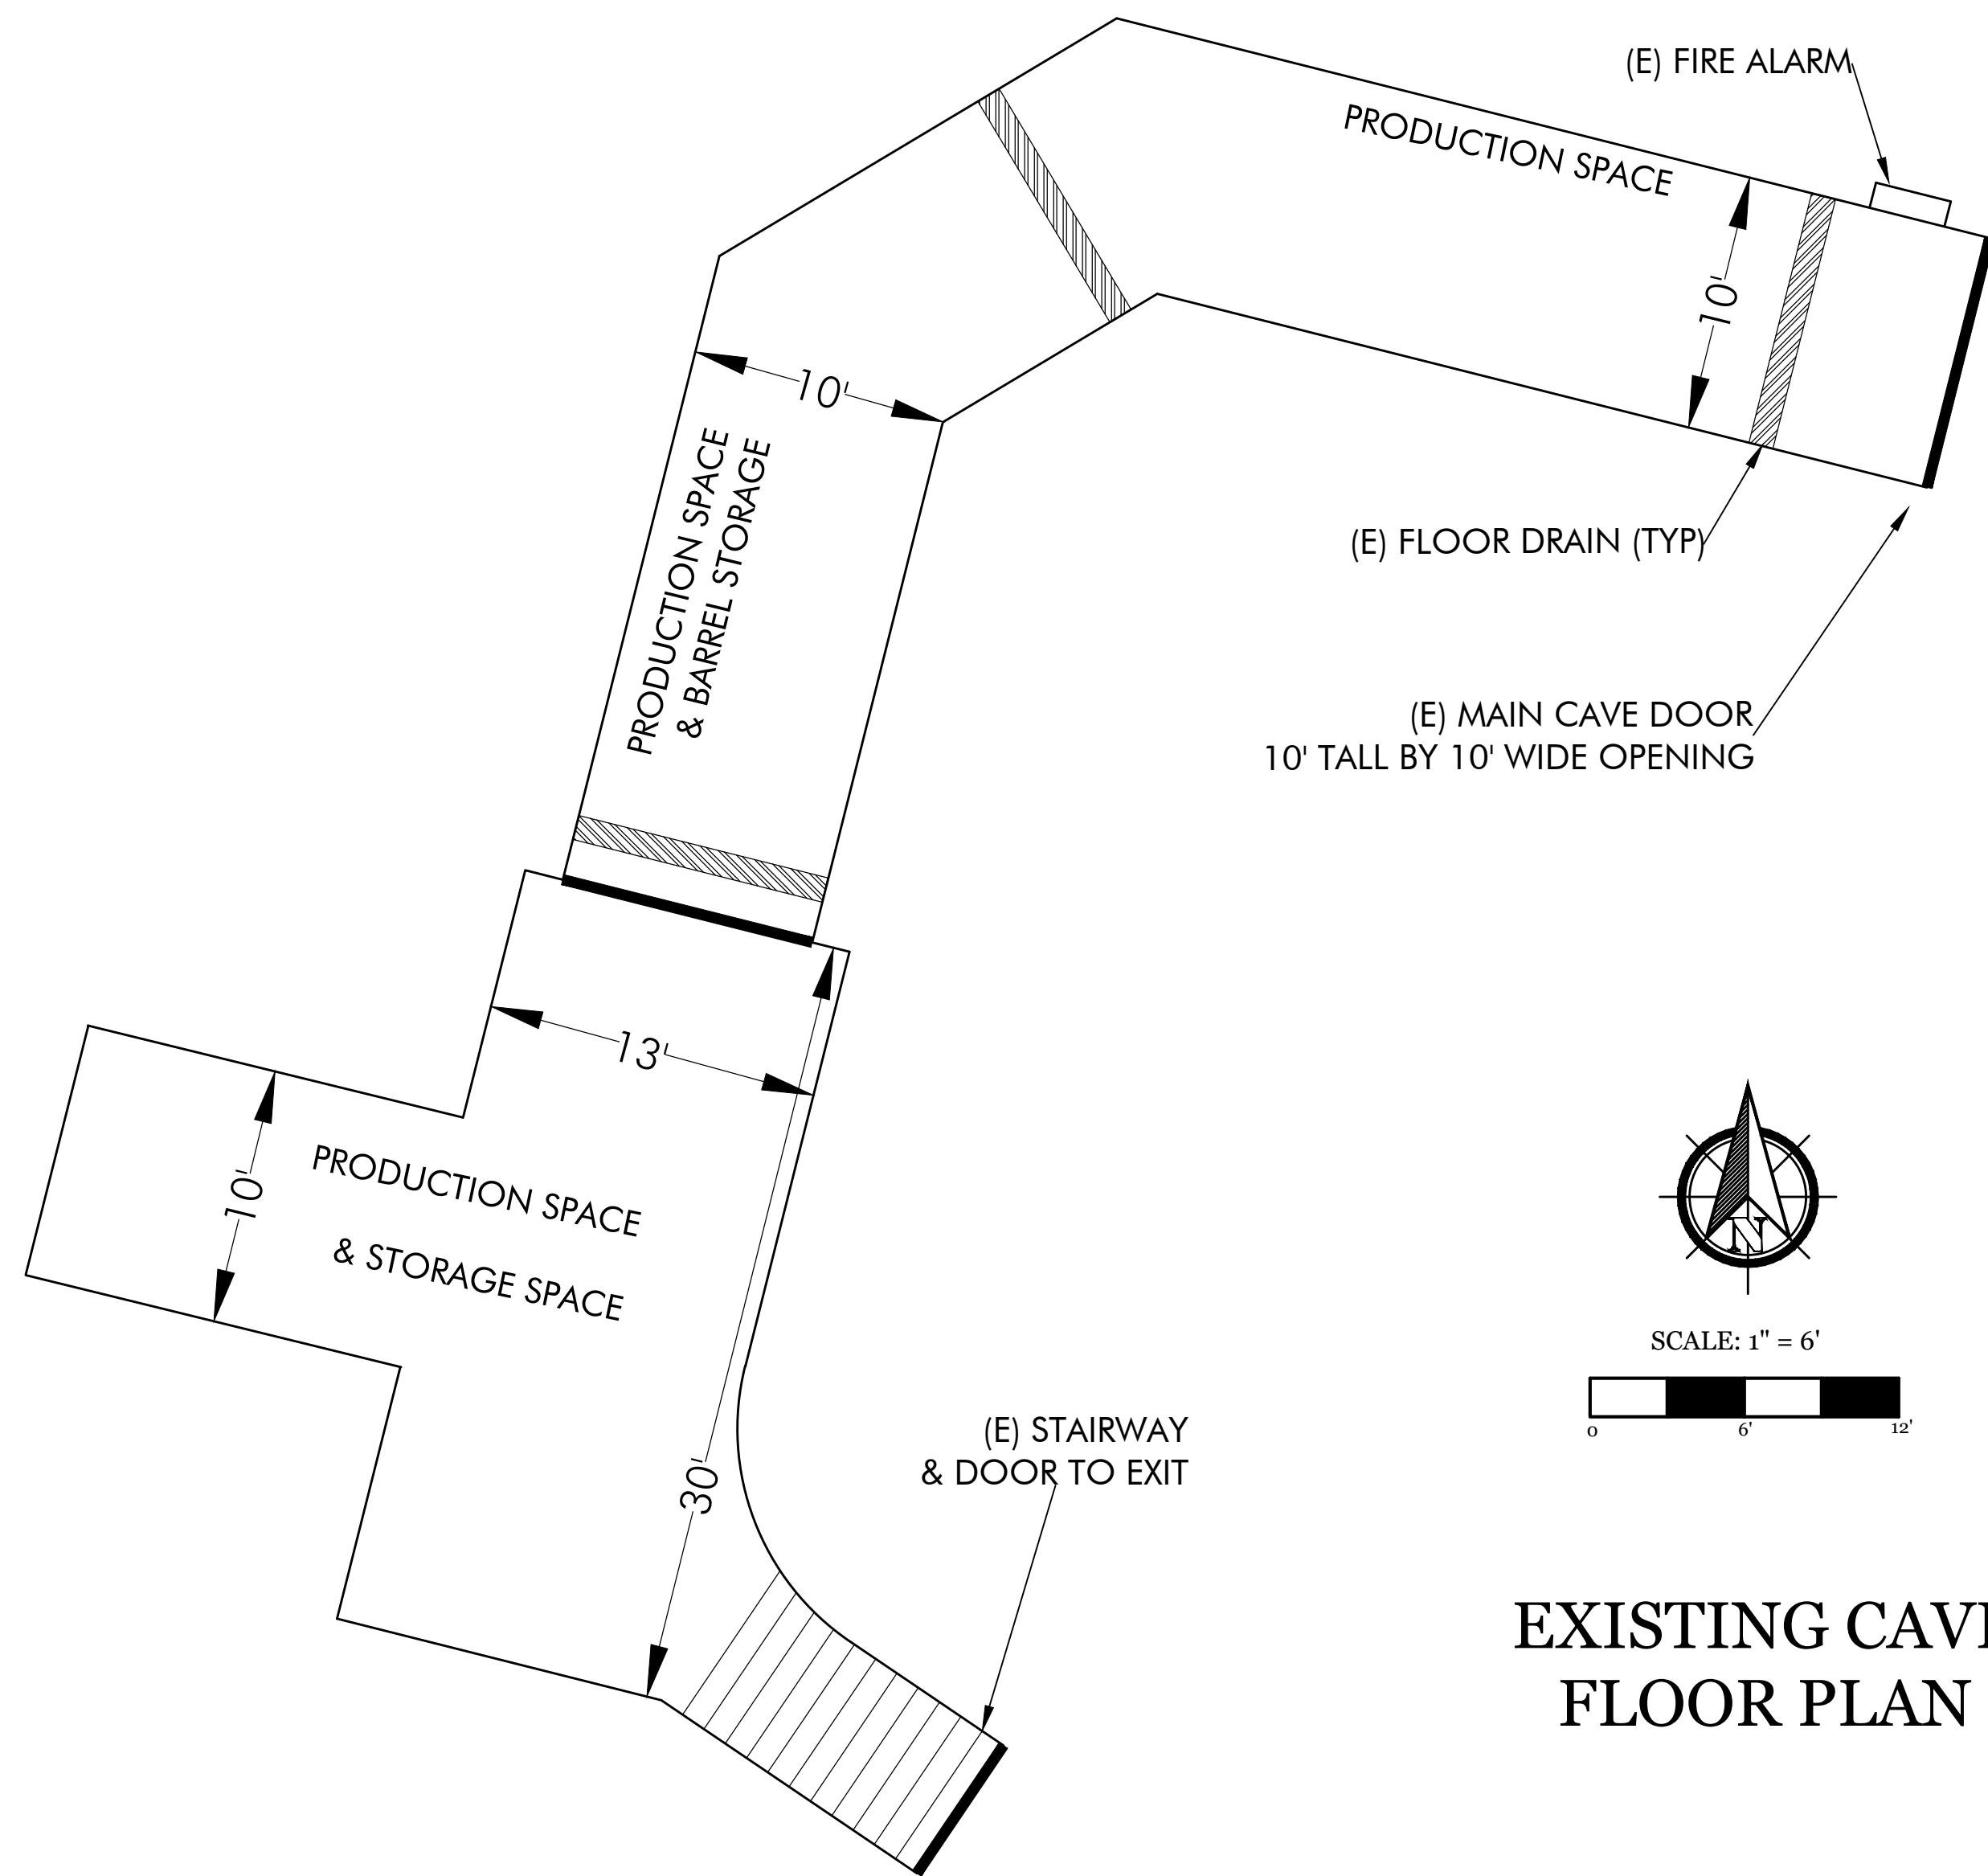 (E) FIRE ALARM
PRODUCTION SPACE
10'
10'
PRODUCTION SPACE
& BARREL STORAGE
(E) FLOOR DRAIN (TYP)
(E) MAIN CAVE DOOR
10' TALL BY 10' WIDE OPENING
13'
10'
PRODUCTION SPACE
& STORAGE SPACE
N
SCALE: 1" = 6'
0 6' 12'
30'
(E) STAIRWAY
& DOOR TO EXIT
EXISTING CAVE
FLOOR PLAN